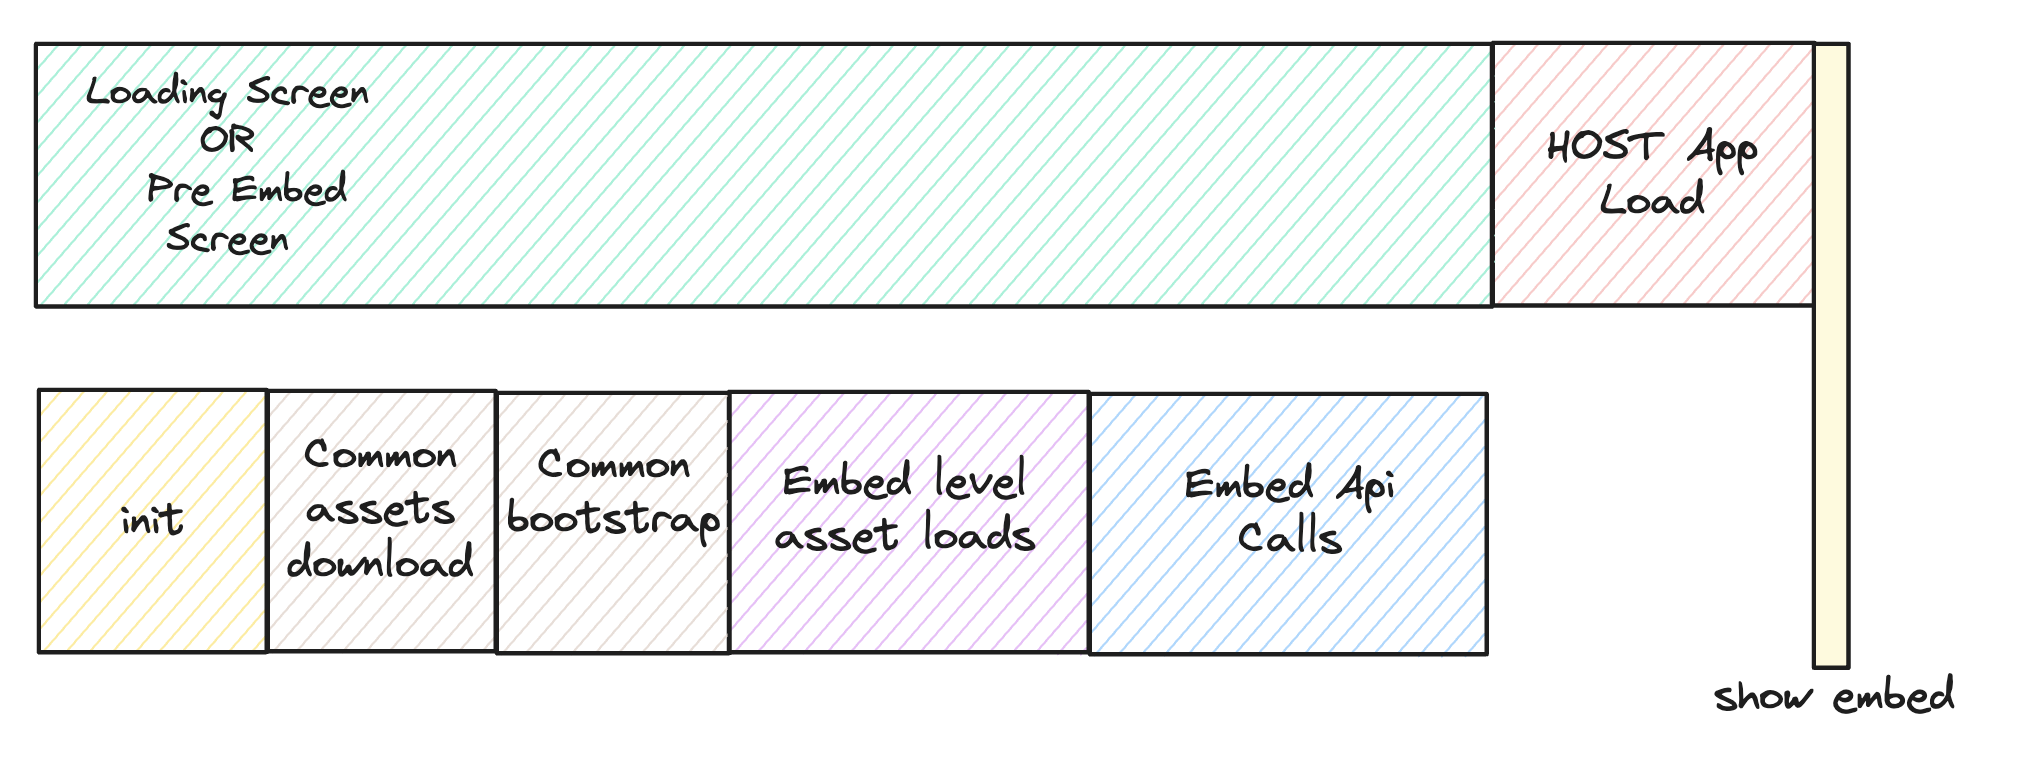 Loading Screen
OR
Pre Embed
Screen
HOST App
Load
init
Common
assets
download
Common
bootstrap
Embed level
asset loads
Embed Api
Calls
show embed